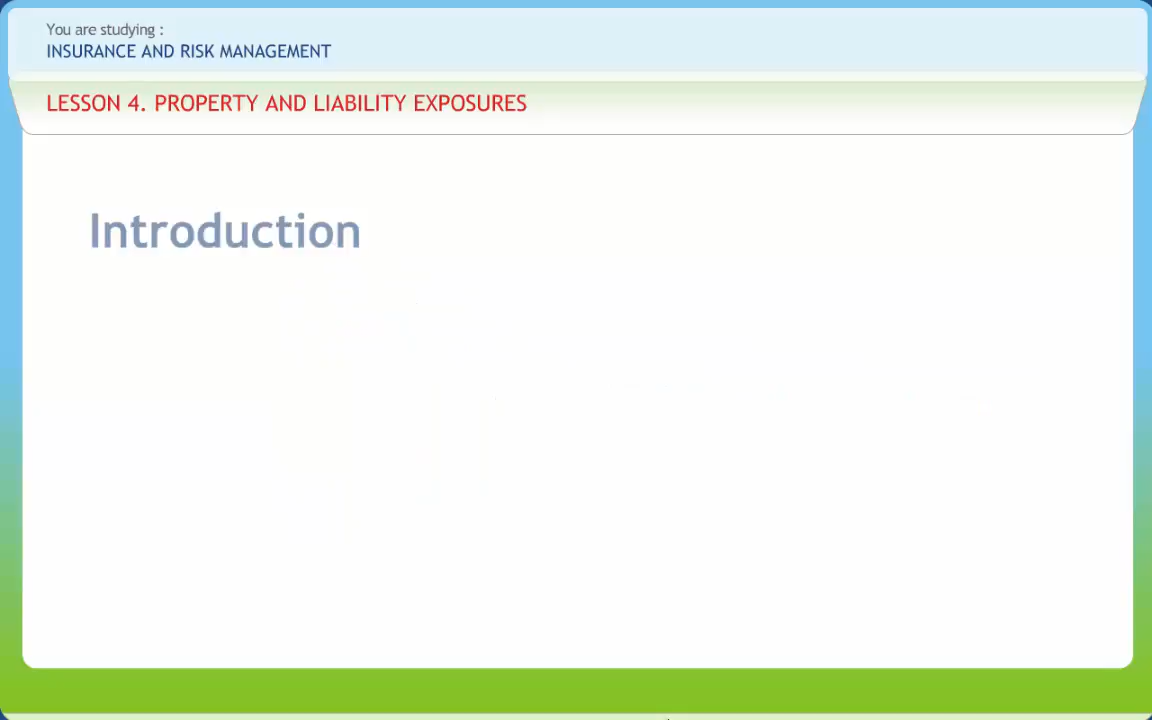 You are studying :
INSURANCE AND RISK MANAGEMENT
LESSON 4. PROPERTY AND LIABILITY EXPOSURES
Introduction